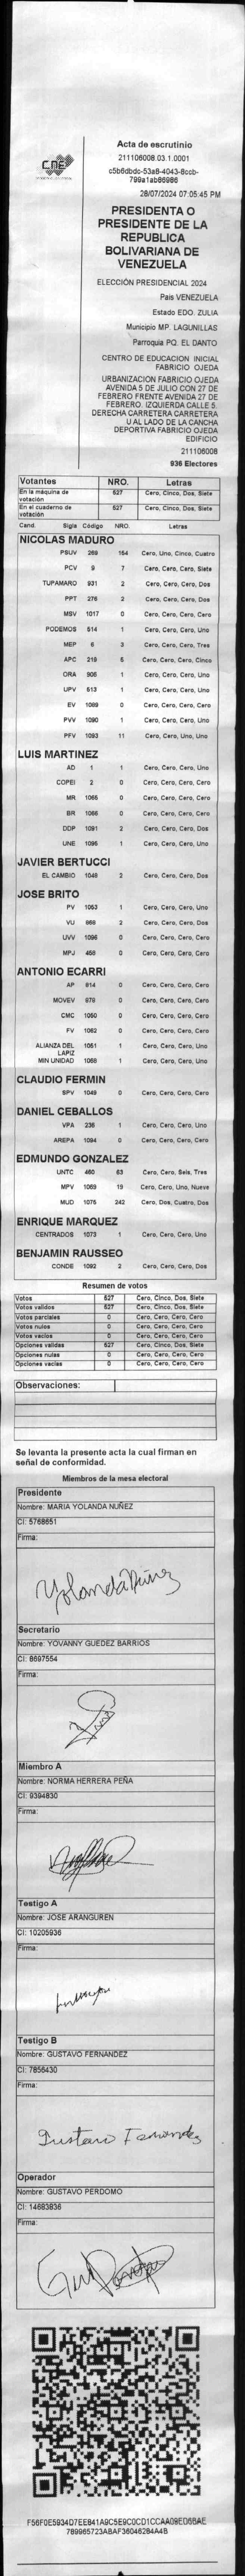 CNE
Acta de escrutinio
211106008.03.1.0001
c5b6dbdc-53a8-4043-8ccb-
799a1ab86986
28/07/2024 07:05:45 PM
PRESIDENTA O
PRESIDENTE DE LA
REPUBLICA
BOLIVARIANA DE
VENEZUELA
ELECCIÓN PRESIDENCIAL 2024
Pais VENEZUELA
Estado EDO. ZULIA
Municipio MP. LAGUNILLAS
Parroquia PQ. EL DANTO
CENTRO DE EDUCACION INICIAL
FABRICIO OJEDA
URBANIZACION FABRICIO OJEDA
AVENIDA 5 DE JULIO CON 27 DE
FEBRERO FRENTE AVENIDA 27 DE
FEBRERO. IZQUIERDA CALLE 5.
DERECHA CARRETERA CARRETERA
U AL LADO DE LA CANCHA
DEPORTIVA FABRICIO OJEDA
EDIFICIO
211106008
936 Electores
Votantes NRO. Letras
En la máquina de votación 527 Cero, Cinco, Dos, Siete
En el cuaderno de votación 527 Cero, Cinco, Dos, Siete
Cand. Sigla Código NRO. Letras
NICOLAS MADURO
PSUV 269 154 Cero, Uno, Cinco, Cuatro
PCV 9 7 Cero, Cero, Cero, Siete
TUPAMARO 931 2 Cero, Cero, Cero, Dos
PPT 276 2 Cero, Cero, Cero, Dos
MSV 1017 0 Cero, Cero, Cero, Cero
PODEMOS 514 1 Cero, Cero, Cero, Uno
MEP 6 3 Cero, Cero, Cero, Tres
APC 219 5 Cero, Cero, Cero, Cinco
ORA 906 1 Cero, Cero, Cero, Uno
UPV 513 1 Cero, Cero, Cero, Uno
EV 1089 0 Cero, Cero, Cero, Cero
PVV 1090 1 Cero, Cero, Cero, Uno
PFV 1093 11 Cero, Cero, Uno, Uno
LUIS MARTINEZ
AD 1 1 Cero, Cero, Cero, Uno
COPEI 2 0 Cero, Cero, Cero, Cero
MR 1065 0 Cero, Cero, Cero, Cero
BR 1066 0 Cero, Cero, Cero, Cero
DDP 1091 2 Cero, Cero, Cero, Dos
UNE 1095 1 Cero, Cero, Cero, Uno
JAVIER BERTUCCI
EL CAMBIO 1048 2 Cero, Cero, Cero, Dos
JOSE BRITO
PV 1053 1 Cero, Cero, Cero, Uno
VU 868 2 Cero, Cero, Cero, Dos
UVV 1096 0 Cero, Cero, Cero, Cero
MPJ 458 0 Cero, Cero, Cero, Cero
ANTONIO ECARRI
AP 914 0 Cero, Cero, Cero, Cero
MOVEV 979 0 Cero, Cero, Cero, Cero
CMC 1050 0 Cero, Cero, Cero, Cero
FV 1062 0 Cero, Cero, Cero, Cero
ALIANZA DEL LAPIZ 1051 1 Cero, Cero, Cero, Uno
MIN UNIDAD 1068 1 Cero, Cero, Cero, Uno
CLAUDIO FERMIN
SPV 1049 0 Cero, Cero, Cero, Cero
DANIEL CEBALLOS
VPA 236 1 Cero, Cero, Cero, Uno
AREPA 1094 0 Cero, Cero, Cero, Cero
EDMUNDO GONZALEZ
UNTC 460 63 Cero, Cero, Seis, Tres
MPV 1069 19 Cero, Cero, Uno, Nueve
MUD 1075 242 Cero, Dos, Cuatro, Dos
ENRIQUE MARQUEZ
CENTRADOS 1073 1 Cero, Cero, Cero, Uno
BENJAMIN RAUSSEO
CONDE 1092 2 Cero, Cero, Cero, Dos
Resumen de votos
Votos 527 Cero, Cinco, Dos, Siete
Votos validos 527 Cero, Cinco, Dos, Siete
Votos parciales 0 Cero, Cero, Cero, Cero
Votos nulos 0 Cero, Cero, Cero, Cero
Votos vacios 0 Cero, Cero, Cero, Cero
Opciones validas 527 Cero, Cinco, Dos, Siete
Opciones nulas 0 Cero, Cero, Cero, Cero
Opciones vacias 0 Cero, Cero, Cero, Cero
Observaciones:
Se levanta la presente acta la cual firman en
señal de conformidad.
Miembros de la mesa electoral
Presidente
Nombre: MARIA YOLANDA NUÑEZ
CI: 5768651
Firma:
Yolanda Núñez
Secretario
Nombre: YOVANNY GUEDEZ BARRIOS
CI: 8697554
Firma:
Miembro A
Nombre: NORMA HERRERA PEÑA
CI: 9394830
Firma:
Testigo A
Nombre: JOSE ARANGUREN
CI: 10205936
Firma:
Testigo B
Nombre: GUSTAVO FERNANDEZ
CI: 7856430
Firma:
Gustavo Fernandez
Operador
Nombre: GUSTAVO PERDOMO
CI: 14683836
Firma:
F56F0E5934D7EE841A9C5E9C0CD1CCAA09ED6BAE
789965723ABAF36046284A4B